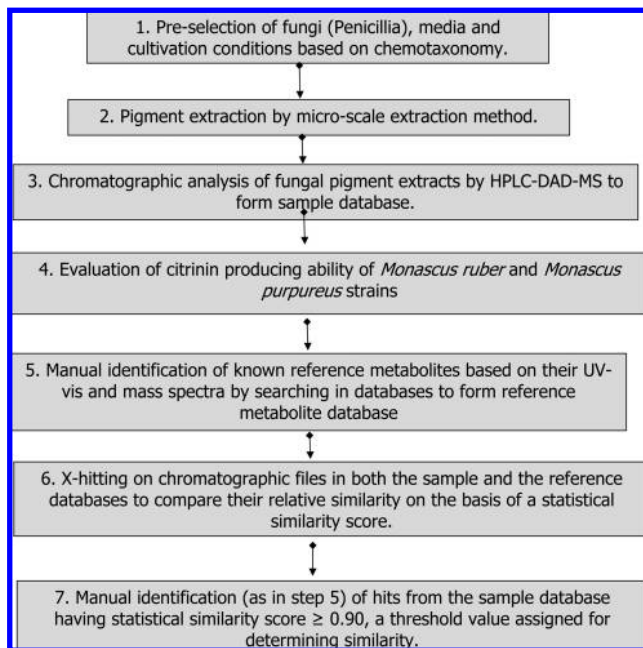 1. Pre-selection of fungi (Penicillia), media and
cultivation conditions based on chemotaxonomy.
2. Pigment extraction by micro-scale extraction method.
3. Chromatographic analysis of fungal pigment extracts by HPLC-DAD-MS to
form sample database.
4. Evaluation of citrinin producing ability of Monascus ruber and Monascus
purpureus strains
5. Manual identification of known reference metabolites based on their UV-
vis and mass spectra by searching in databases to form reference
metabolite database
6. X-hitting on chromatographic files in both the sample and the reference
databases to compare their relative similarity on the basis of a statistical
similarity score.
7. Manual identification (as in step 5) of hits from the sample database
having statistical similarity score ≥ 0.90, a threshold value assigned for
determining similarity.